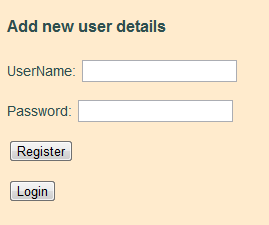 Add new user details
UserName:
Password:
Register
Login